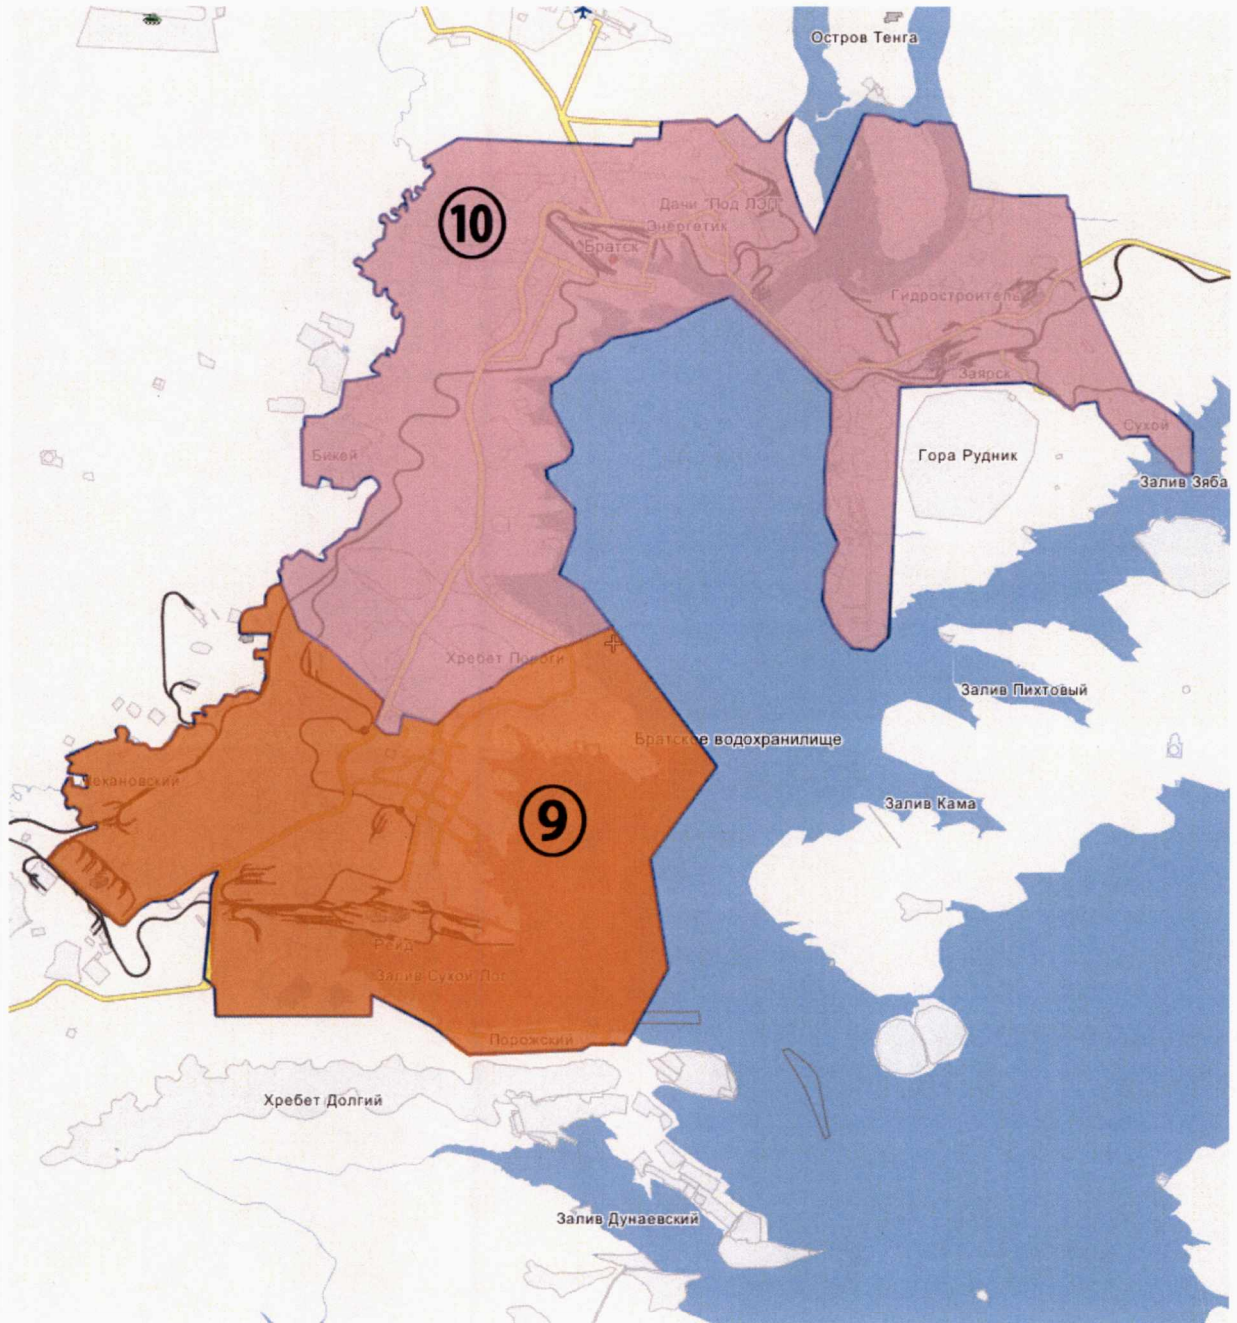 Остров Тенга
10
Дачи "Под ЛЭП"
Энергетик
Братск
Гидростроитель
Заярск
Сухой
Бикей
Гора Рудник
Залив Зяба
Хребет Пороги
Залив Пихтовый
Братское водохранилище
Чекановский
Залив Кама
9
Рейд
Залив Сухой Лог
Порожский
Хребет Долгий
Залив Дунаевский